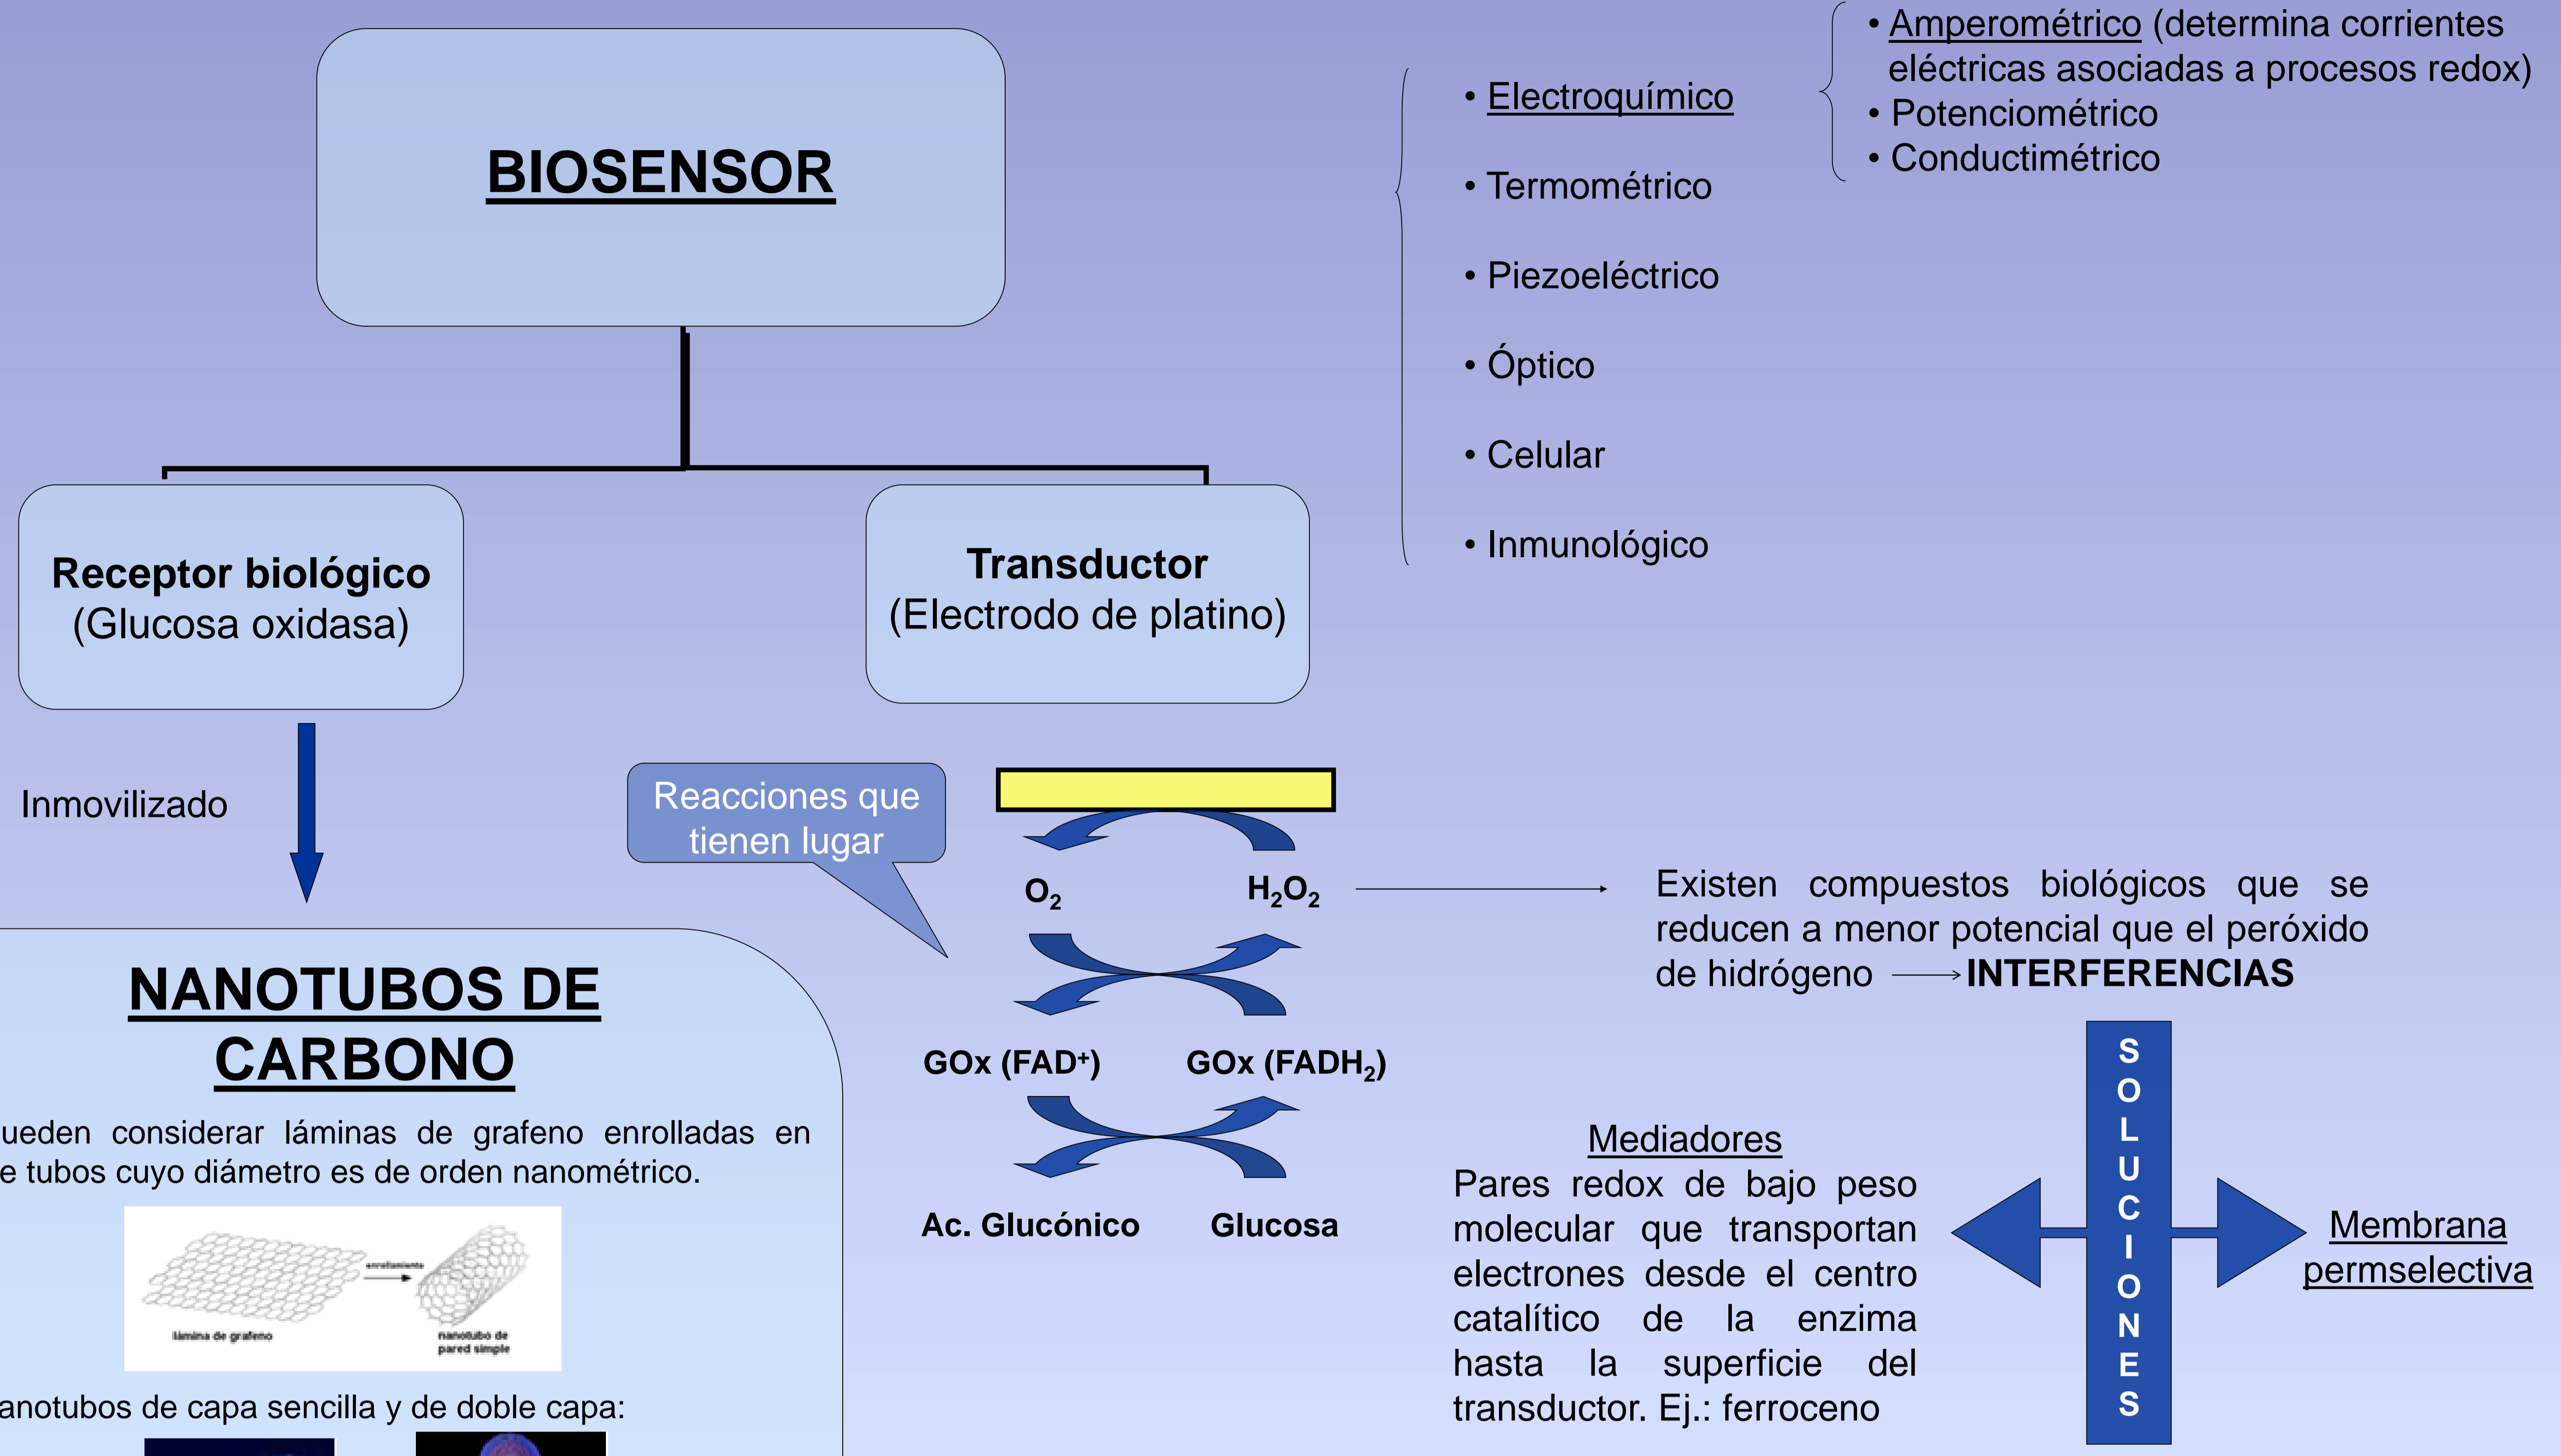 BIOSENSOR
• Electroquímico
• Termométrico
• Piezoeléctrico
• Óptico
• Celular
• Inmunológico
• Amperométrico (determina corrientes
eléctricas asociadas a procesos redox)
• Potenciométrico
• Conductimétrico
Receptor biológico
(Glucosa oxidasa)
Transductor
(Electrodo de platino)
Inmovilizado
Reacciones que
tienen lugar
O₂ H₂O₂
GOx (FAD⁺) GOx (FADH₂)
Ac. Glucónico Glucosa
Existen compuestos biológicos que se
reducen a menor potencial que el peróxido
de hidrógeno → INTERFERENCIAS
S
O
L
U
C
I
O
N
E
S
Mediadores
Pares redox de bajo peso
molecular que transportan
electrones desde el centro
catalítico de la enzima
hasta la superficie del
transductor. Ej.: ferroceno
Membrana
permselectiva
NANOTUBOS DE
CARBONO
ueden considerar láminas de grafeno enrolladas en
e tubos cuyo diámetro es de orden nanométrico.
enrollamiento
lámina de grafeno
nanotubo de
pared simple
anotubos de capa sencilla y de doble capa: